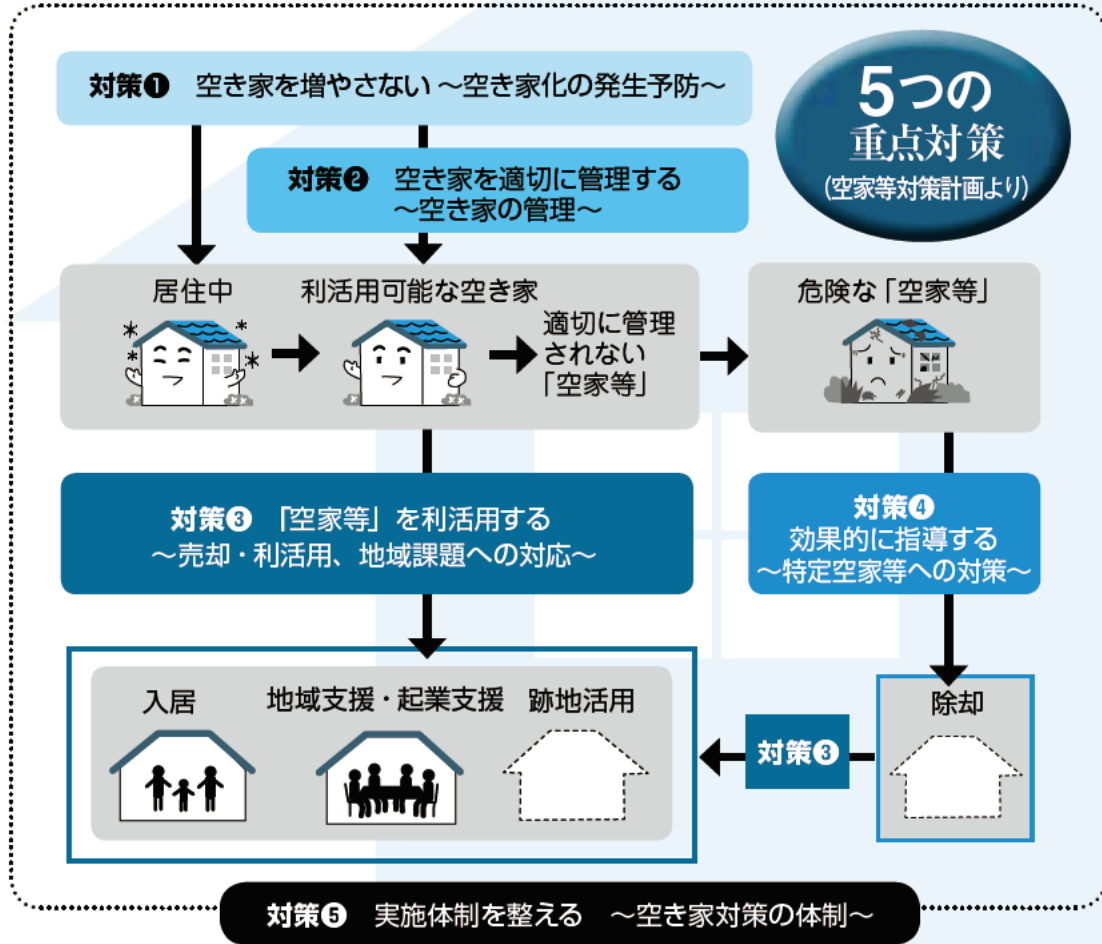 対策❶ 空き家を増やさない ～空き家化の発生予防～
5つの
重点対策
(空家等対策計画より)
対策❷ 空き家を適切に管理する
～空き家の管理～
居住中
利活用可能な空き家
適切に管理
されない
「空家等」
危険な「空家等」
対策❸ 「空家等」を利活用する
～売却・利活用、地域課題への対応～
対策❹
効果的に指導する
～特定空家等への対策～
入居
地域支援・起業支援
跡地活用
対策❸
除却
対策❺ 実施体制を整える ～空き家対策の体制～